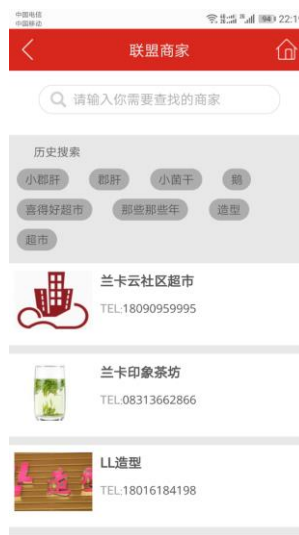 中国电信
中国移动
22:1
联盟商家
请输入你需要查找的商家
历史搜索
小郡肝 郡肝 小菌干 鹅
喜得好超市 那些那些年 造型
超市
兰卡云社区超市
TEL:18090959995
兰卡印象茶坊
TEL:08313662866
LL造型
TEL:18016184198